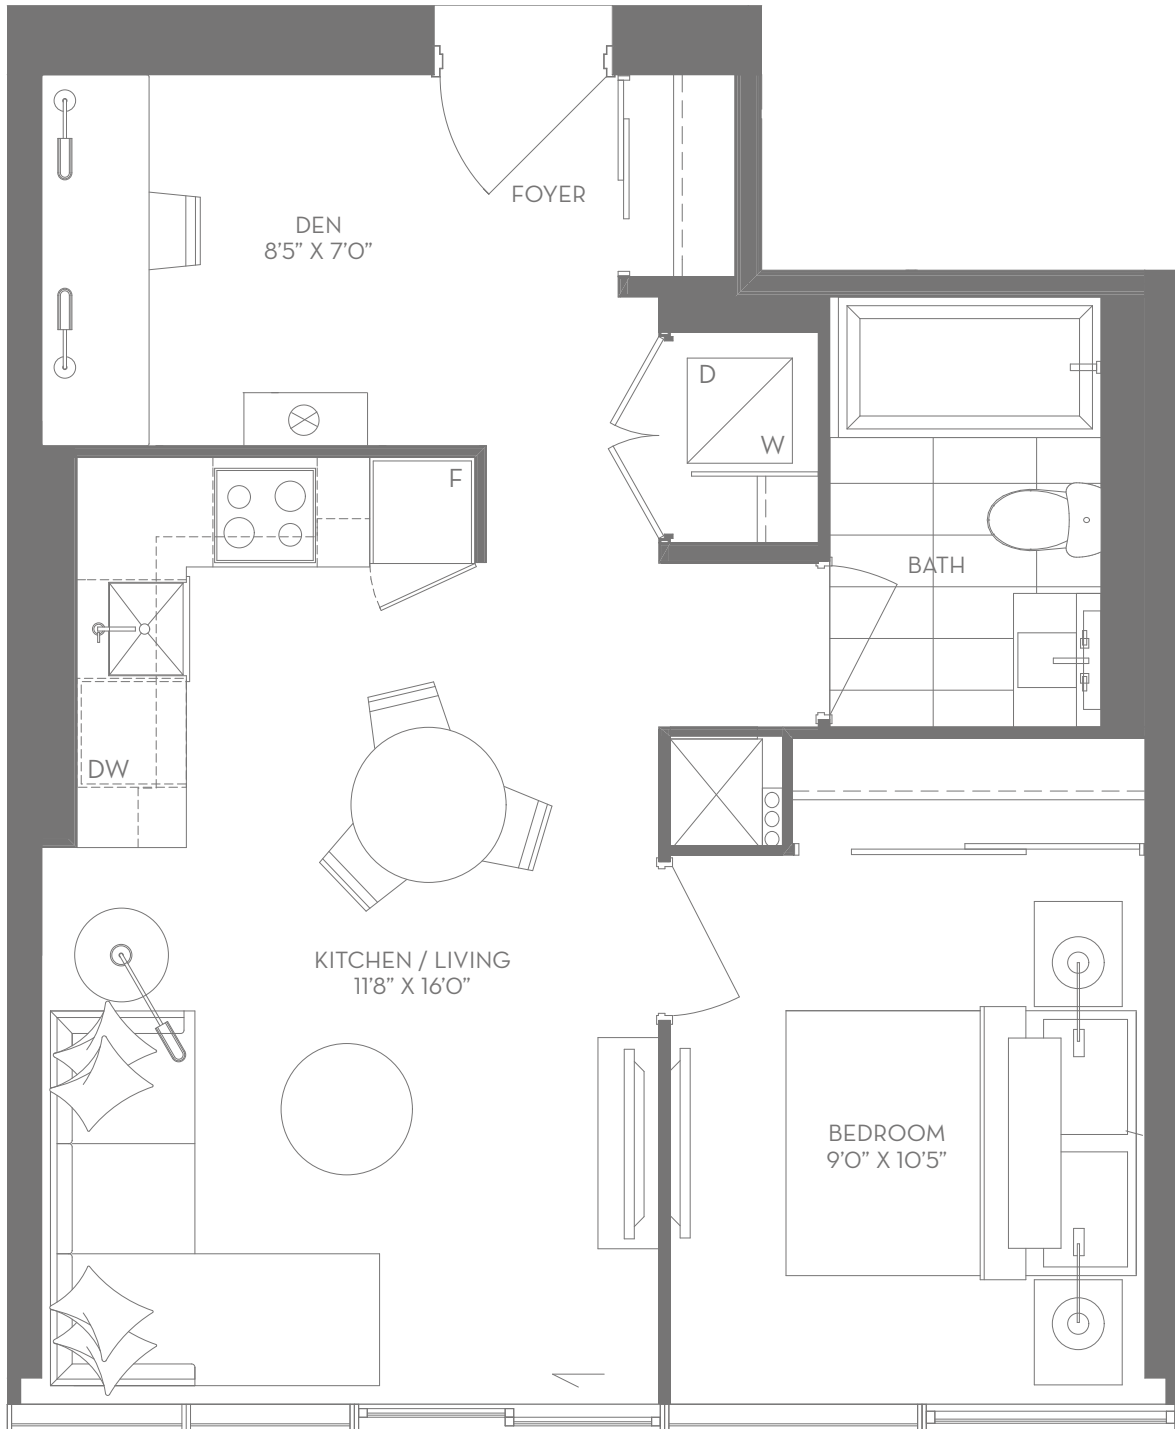 FOYER
DEN
8'5" X 7'0"
D
W
F
BATH
DW
KITCHEN / LIVING
11'8" X 16'0"
BEDROOM
9'0" X 10'5"